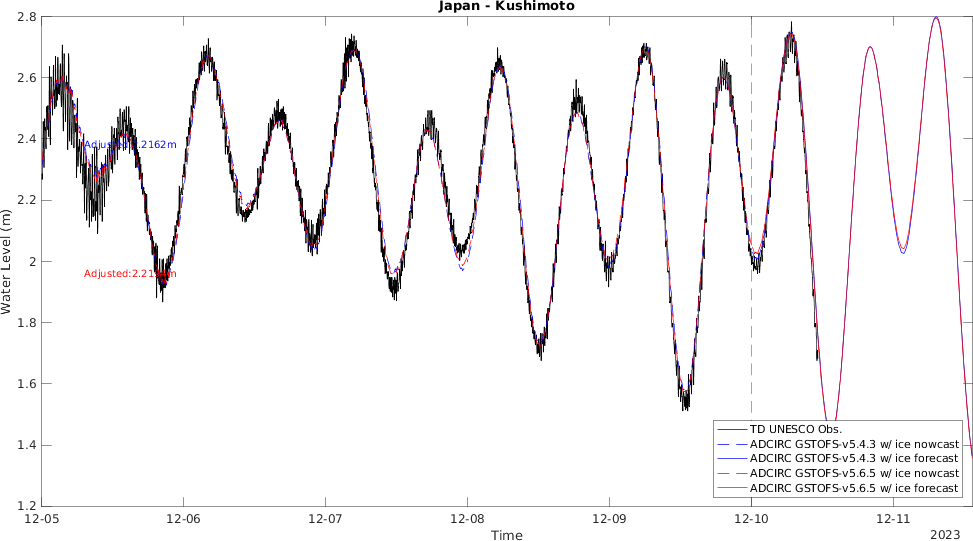 Japan - Kushimoto
2.8
2.6
2.4
2.2
2
1.8
1.6
1.4
1.2
Water Level (m)
Adjusted:2.2162m
TD UNESCO Obs.
ADCIRC GSTOFS-v5.4.3 w/ ice nowcast
ADCIRC GSTOFS-v5.4.3 w/ ice forecast
ADCIRC GSTOFS-v5.6.5 w/ ice nowcast
ADCIRC GSTOFS-v5.6.5 w/ ice forecast
12-05
12-06
12-07
12-08
12-09
12-10
12-11
Time
2023